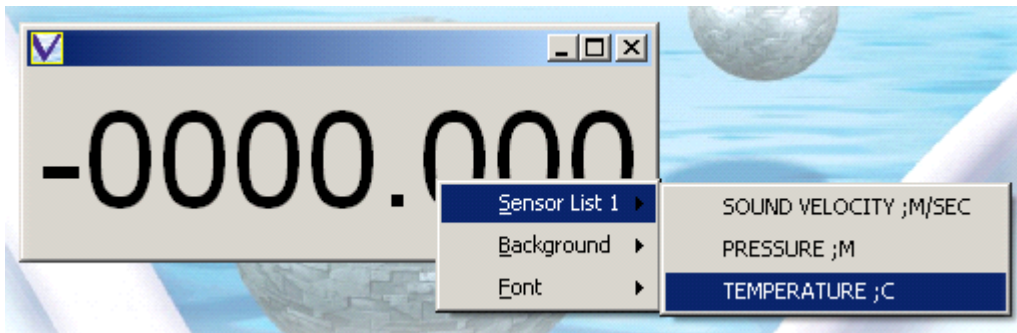 -0000.000
Sensor List 1
Background
Font
SOUND VELOCITY ;M/SEC
PRESSURE ;M
TEMPERATURE ;C